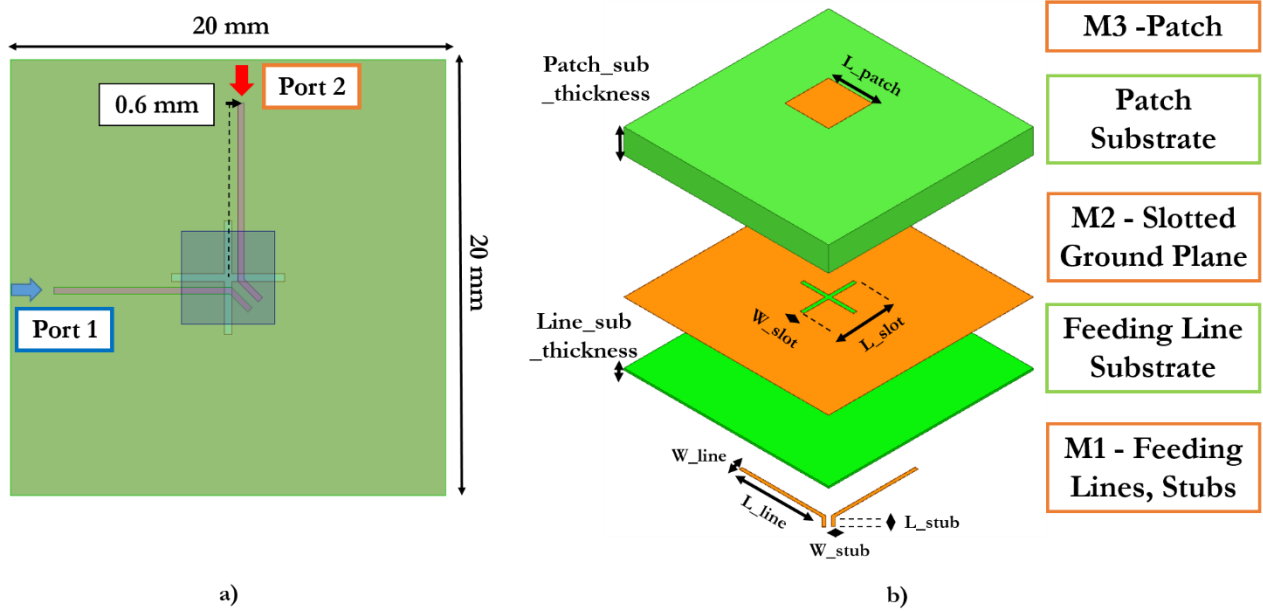 20 mm
Port 2
0.6 mm
20 mm
Port 1
a)
Patch_sub
_thickness
L_patch
Line_sub
_thickness
W_slot
L_slot
W_line
L_line
L_stub
W_stub
b)
M3 -Patch
Patch
Substrate
M2 - Slotted
Ground Plane
Feeding Line
Substrate
M1 - Feeding
Lines, Stubs